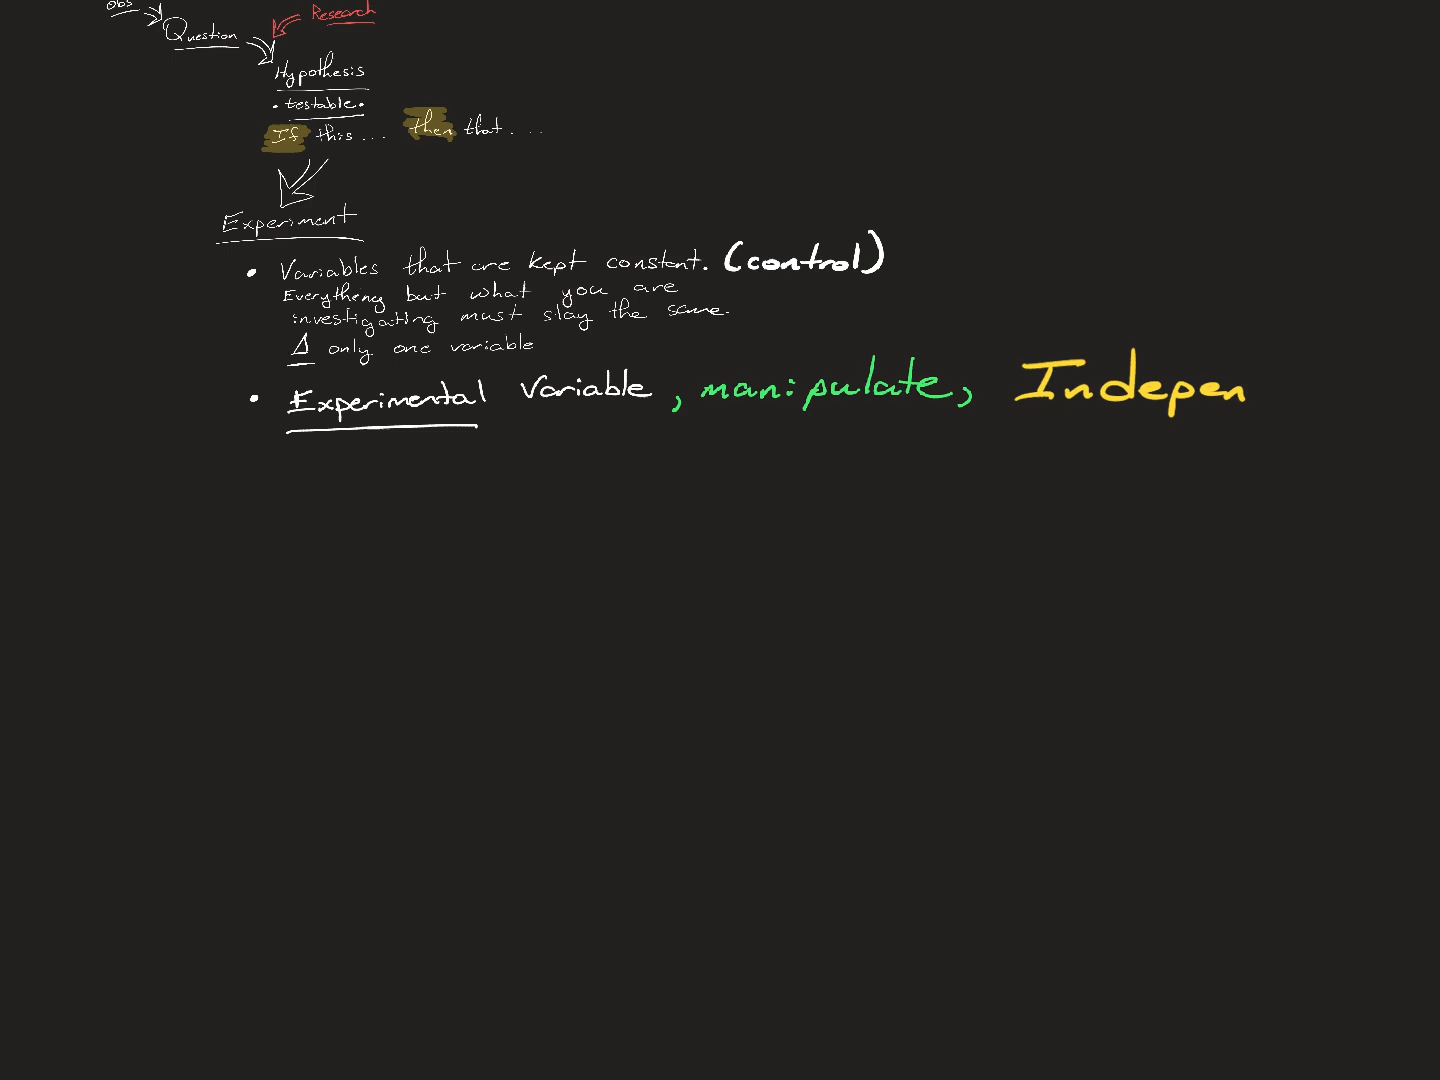 Obs
Research
Question
Hypothesis
• testable •
If this ... then that ...
Experiment
• Variables that are kept constant. (control)
Everything but what you are
investigating must stay the same.
Δ only one variable
• Experimental Variable, manipulate, Indepen